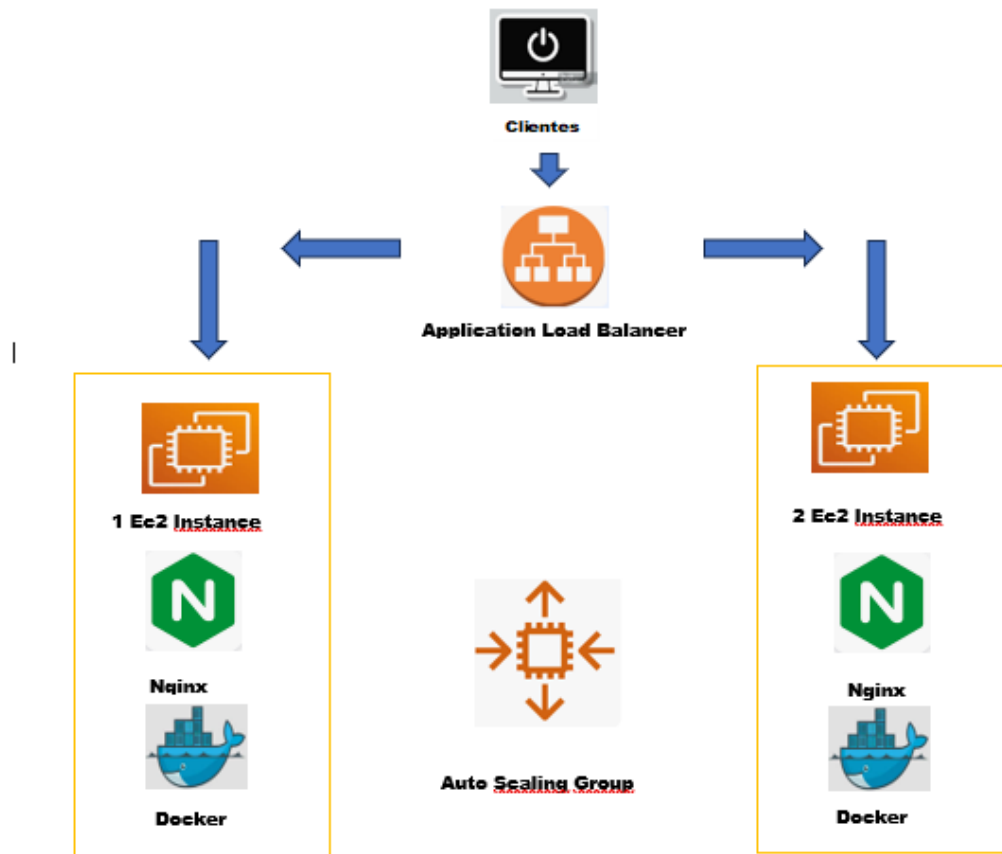 Clientes
Application Load Balancer
1 Ec2 Instance
2 Ec2 Instance
N
N
Nginx
Nginx
Auto Scaling Group
Docker
Docker